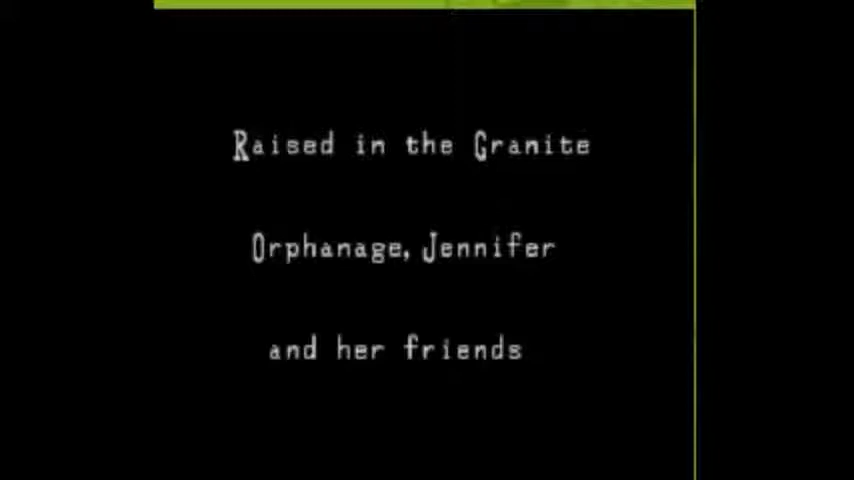 Raised in the Granite
Orphanage, Jennifer
and her friends